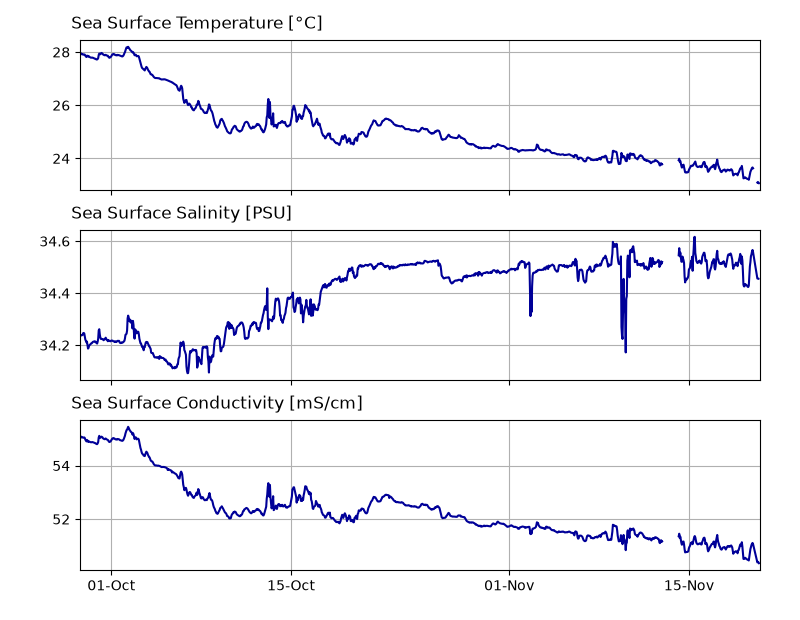 Sea Surface Temperature [°C]
28
26
24
Sea Surface Salinity [PSU]
34.6
34.4
34.2
Sea Surface Conductivity [mS/cm]
54
52
01-Oct 15-Oct 01-Nov 15-Nov